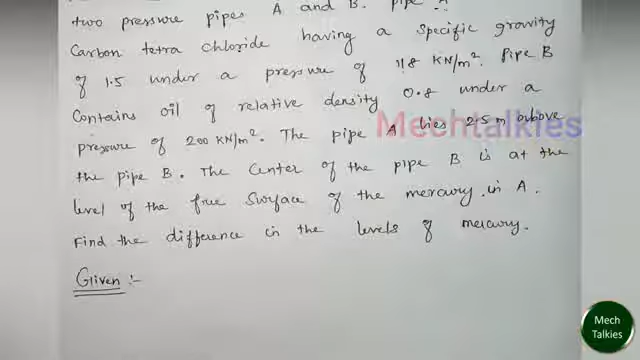 two pressure pipes A and B. Pipe A
Carbon tetra chloride having a specific gravity
of 1.5 under a pressure of 118 KN/m². Pipe B
Contains oil of relative density 0.8 under a
pressure of 200 KN/m². The pipe A lies 2.5m above
the pipe B. The Center of the pipe B is at the
level of the free Surface of the mercury in A.
Find the difference in the levels of mercury.
Given :-
Mechtalkies
Mech
Talkies